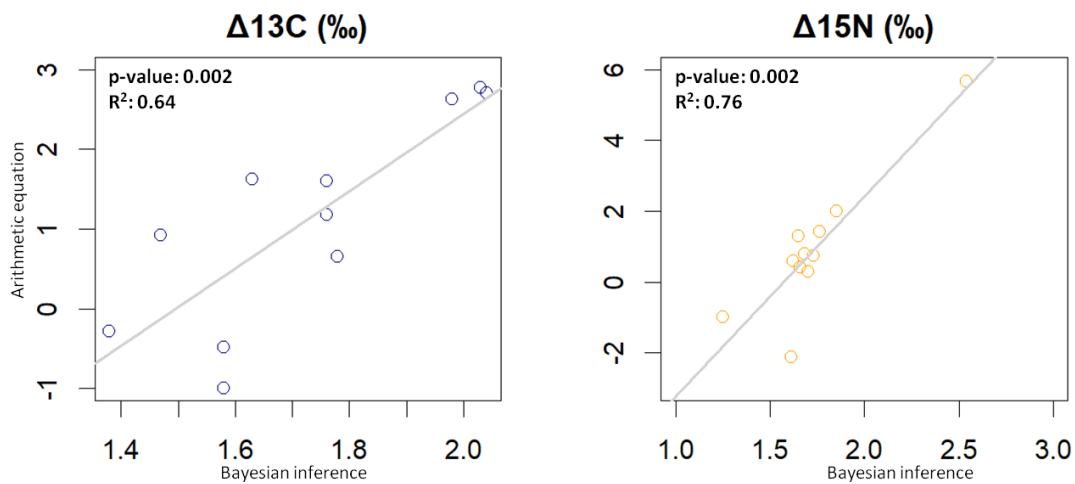 Δ13C (‰)
p-value: 0.002
R²: 0.64
Arithmetic equation
3
2
1
0
-1
1.4 1.6 1.8 2.0
Bayesian inference
Δ15N (‰)
p-value: 0.002
R²: 0.76
6
4
2
0
-2
1.0 1.5 2.0 2.5 3.0
Bayesian inference